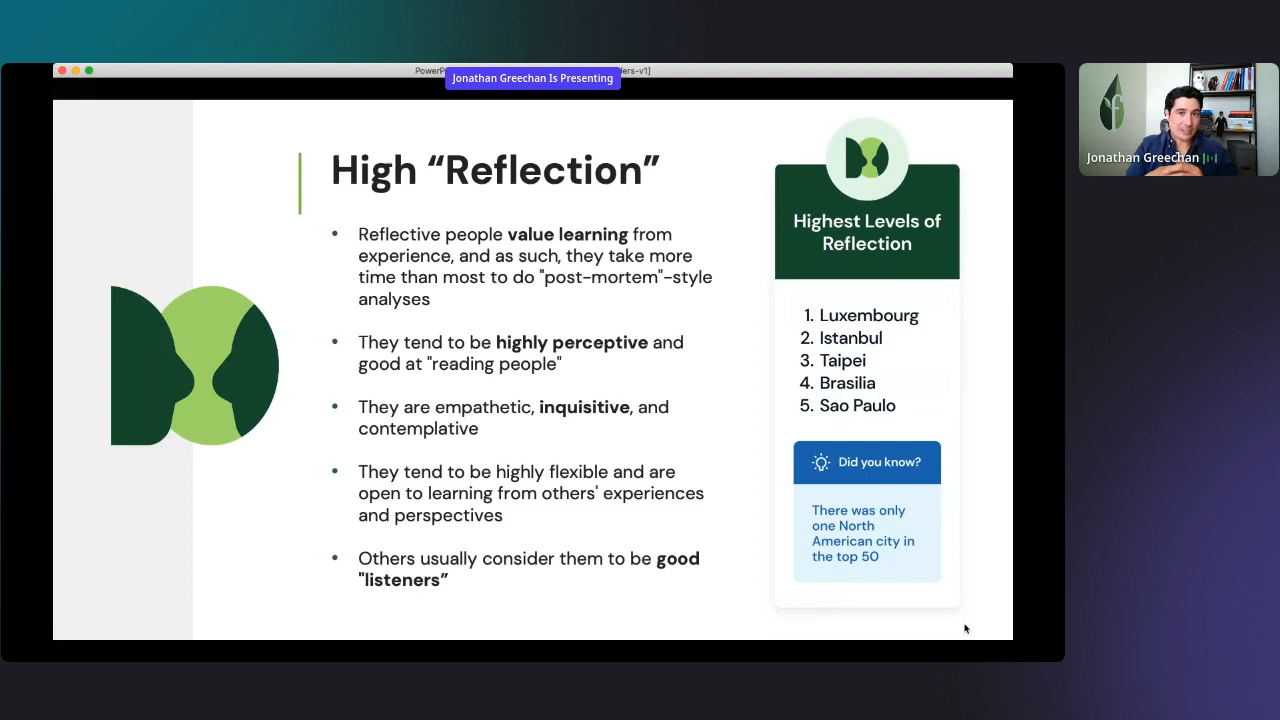 PowerP
Jonathan Greechan Is Presenting
ers-v1]
High “Reflection”
• Reflective people value learning from
experience, and as such, they take more
time than most to do "post-mortem"-style
analyses
• They tend to be highly perceptive and
good at "reading people"
• They are empathetic, inquisitive, and
contemplative
• They tend to be highly flexible and are
open to learning from others' experiences
and perspectives
• Others usually consider them to be good
"listeners”
Highest Levels of
Reflection
1. Luxembourg
2. Istanbul
3. Taipei
4. Brasilia
5. Sao Paulo
Did you know?
There was only
one North
American city in
the top 50
f
Jonathan Greechan